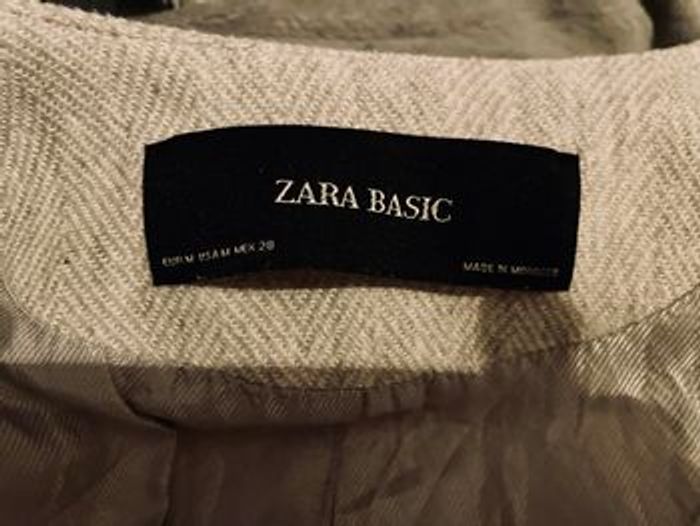 ZARA BASIC
EUR M USA M MEX 28
MADE IN MOROCCO